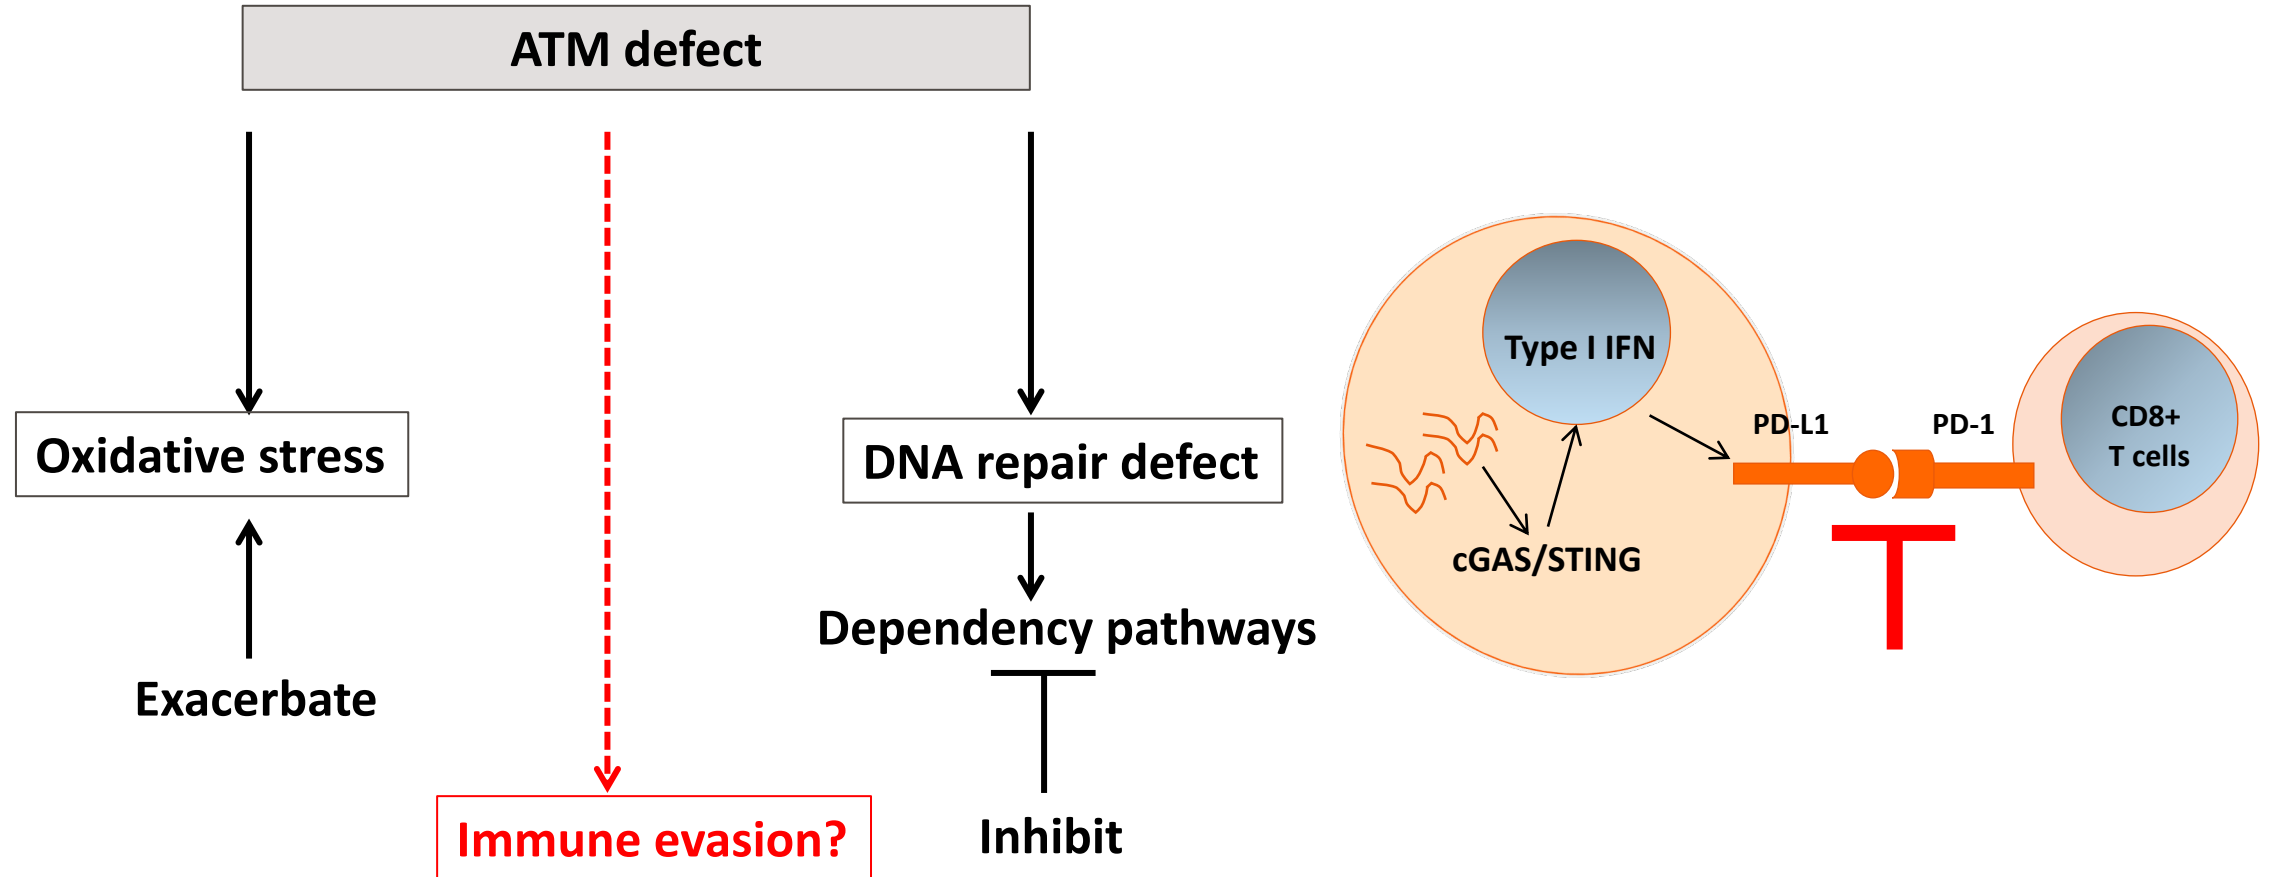 ATM defect
Oxidative stress
DNA repair defect
Exacerbate
Dependency pathways
Immune evasion?
Inhibit
Type I IFN
cGAS/STING
PD-L1
PD-1
CD8+
T cells